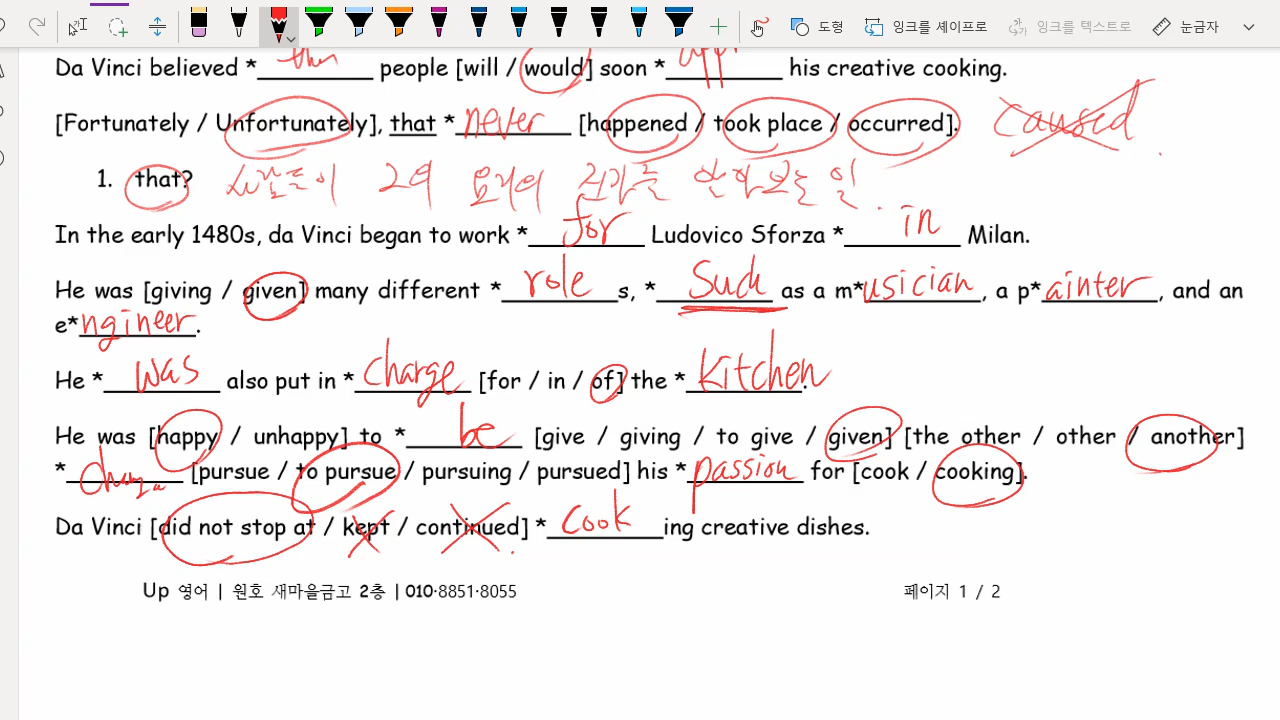 도형 잉크를 셰이프로 잉크를 텍스트로 눈금자
Da Vinci believed *_________ people [will / would] soon *_________ his creative cooking.
[Fortunately / Unfortunately], that *never [happened / took place / occurred]. caused
1. that? 사람들이 그의 요리의 진가를 안아보는 일.
In the early 1480s, da Vinci began to work *for Ludovico Sforza *in Milan.
He was [giving / given] many different *roles, *Such as a m*usician, a p*ainter, and an
e*ngineer.
He *was also put in *charge [for / in / of] the *kitchen.
He was [happy / unhappy] to *be [give / giving / to give / given] [the other / other / another]
* [pursue / to pursue / pursuing / pursued] his *passion for [cook / cooking].
Da Vinci [did not stop at / kept / continued] *cooking creative dishes.
Up 영어 | 원호 새마을금고 2층 | 010·8851·8055 페이지 1 / 2